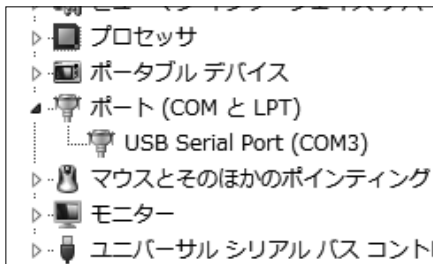 プロセッサ
ポータブル デバイス
ポート (COM と LPT)
USB Serial Port (COM3)
マウスとそのほかのポインティング
モニター
ユニバーサル シリアル バス コント